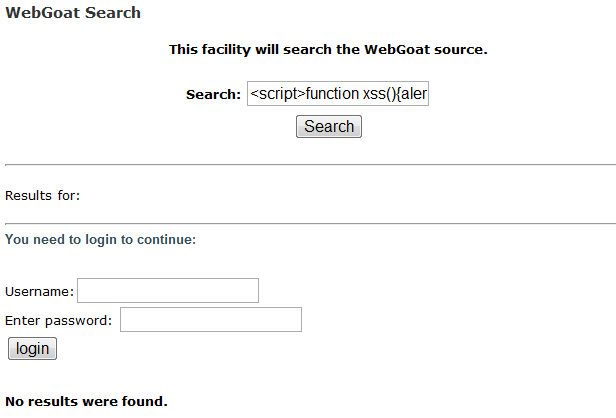 WebGoat Search
This facility will search the WebGoat source.
Search: <script>function xss(){aler
Search
Results for:
You need to login to continue:
Username:
Enter password:
login
No results were found.